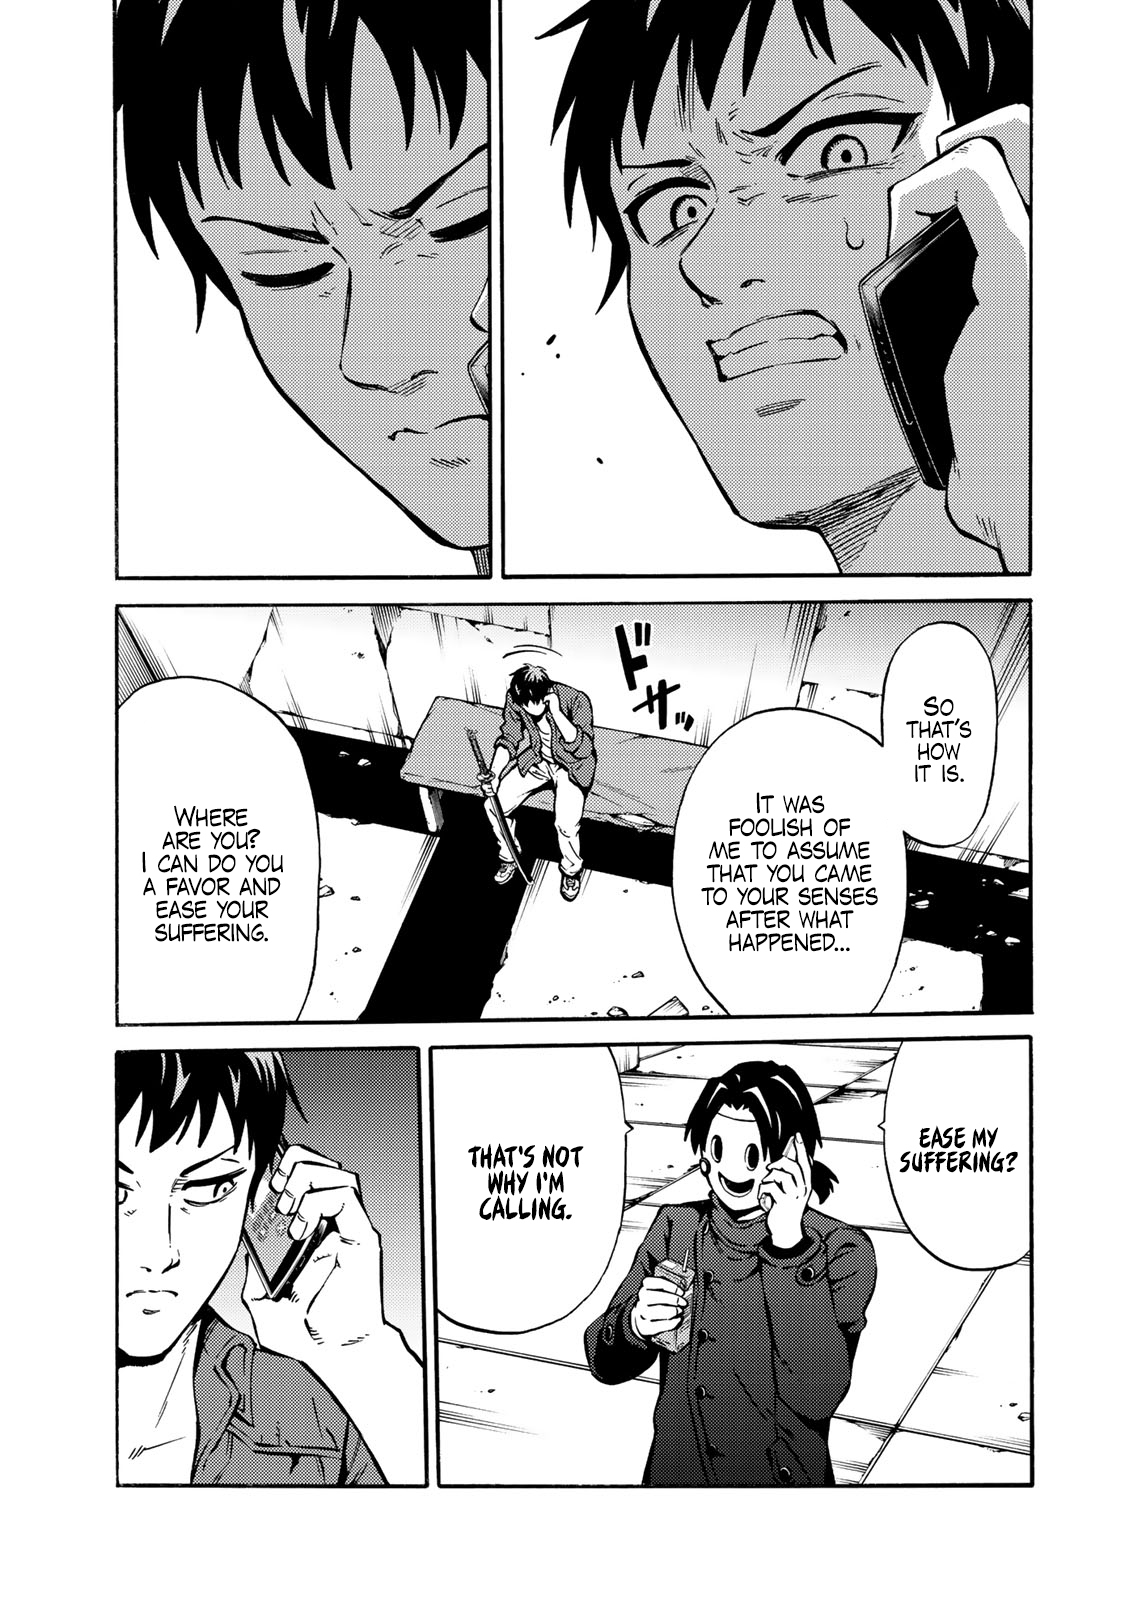 ドサッ
SO
THAT'S
HOW
IT IS.
IT WAS
FOOLISH OF
ME TO ASSUME
THAT YOU CAME
TO YOUR SENSES
AFTER WHAT
HAPPENED...
WHERE
ARE YOU?
I CAN DO YOU
A FAVOR AND
EASE YOUR
SUFFERING.
EASE MY
SUFFERING?
THAT'S NOT
WHY I'M
CALLING.